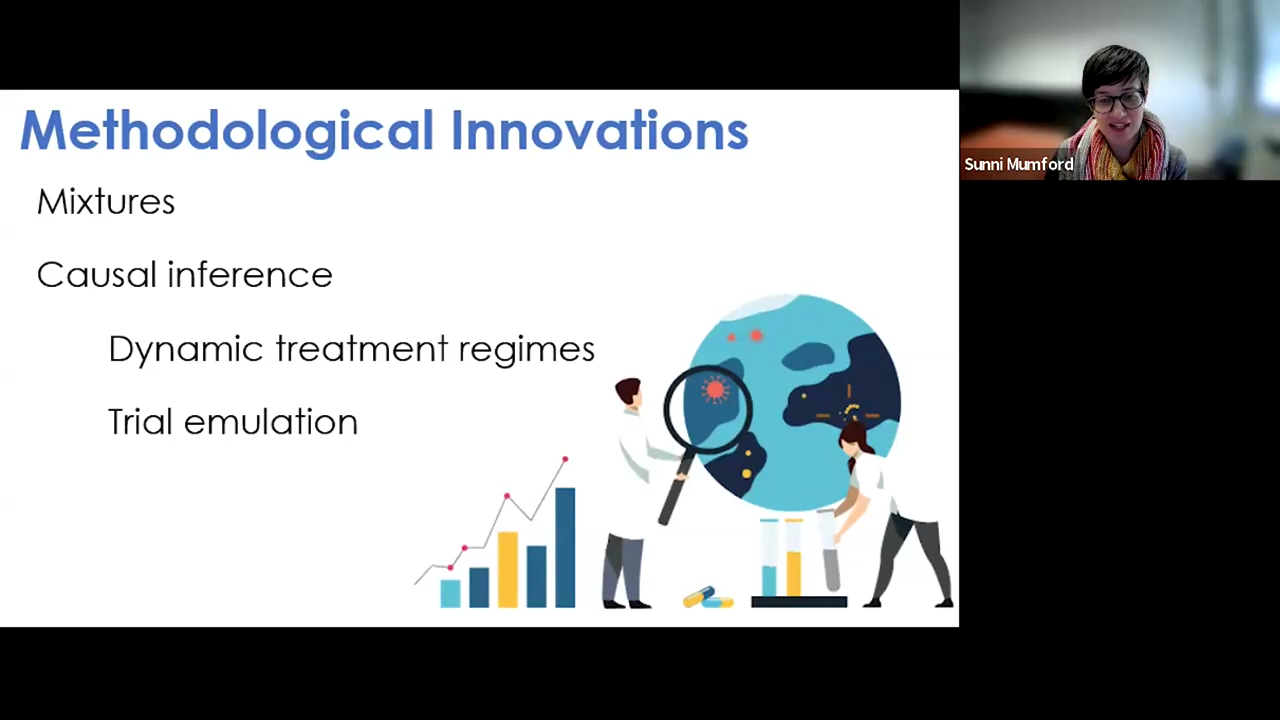 Methodological Innovations
Mixtures
Causal inference
Dynamic treatment regimes
Trial emulation
Sunni Mumford